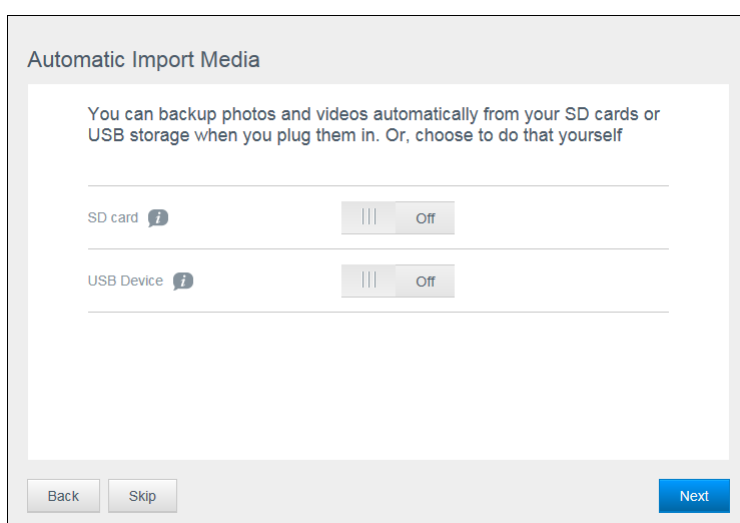 Automatic Import Media
You can backup photos and videos automatically from your SD cards or
USB storage when you plug them in. Or, choose to do that yourself
SD card i Off
USB Device i Off
Back Skip Next